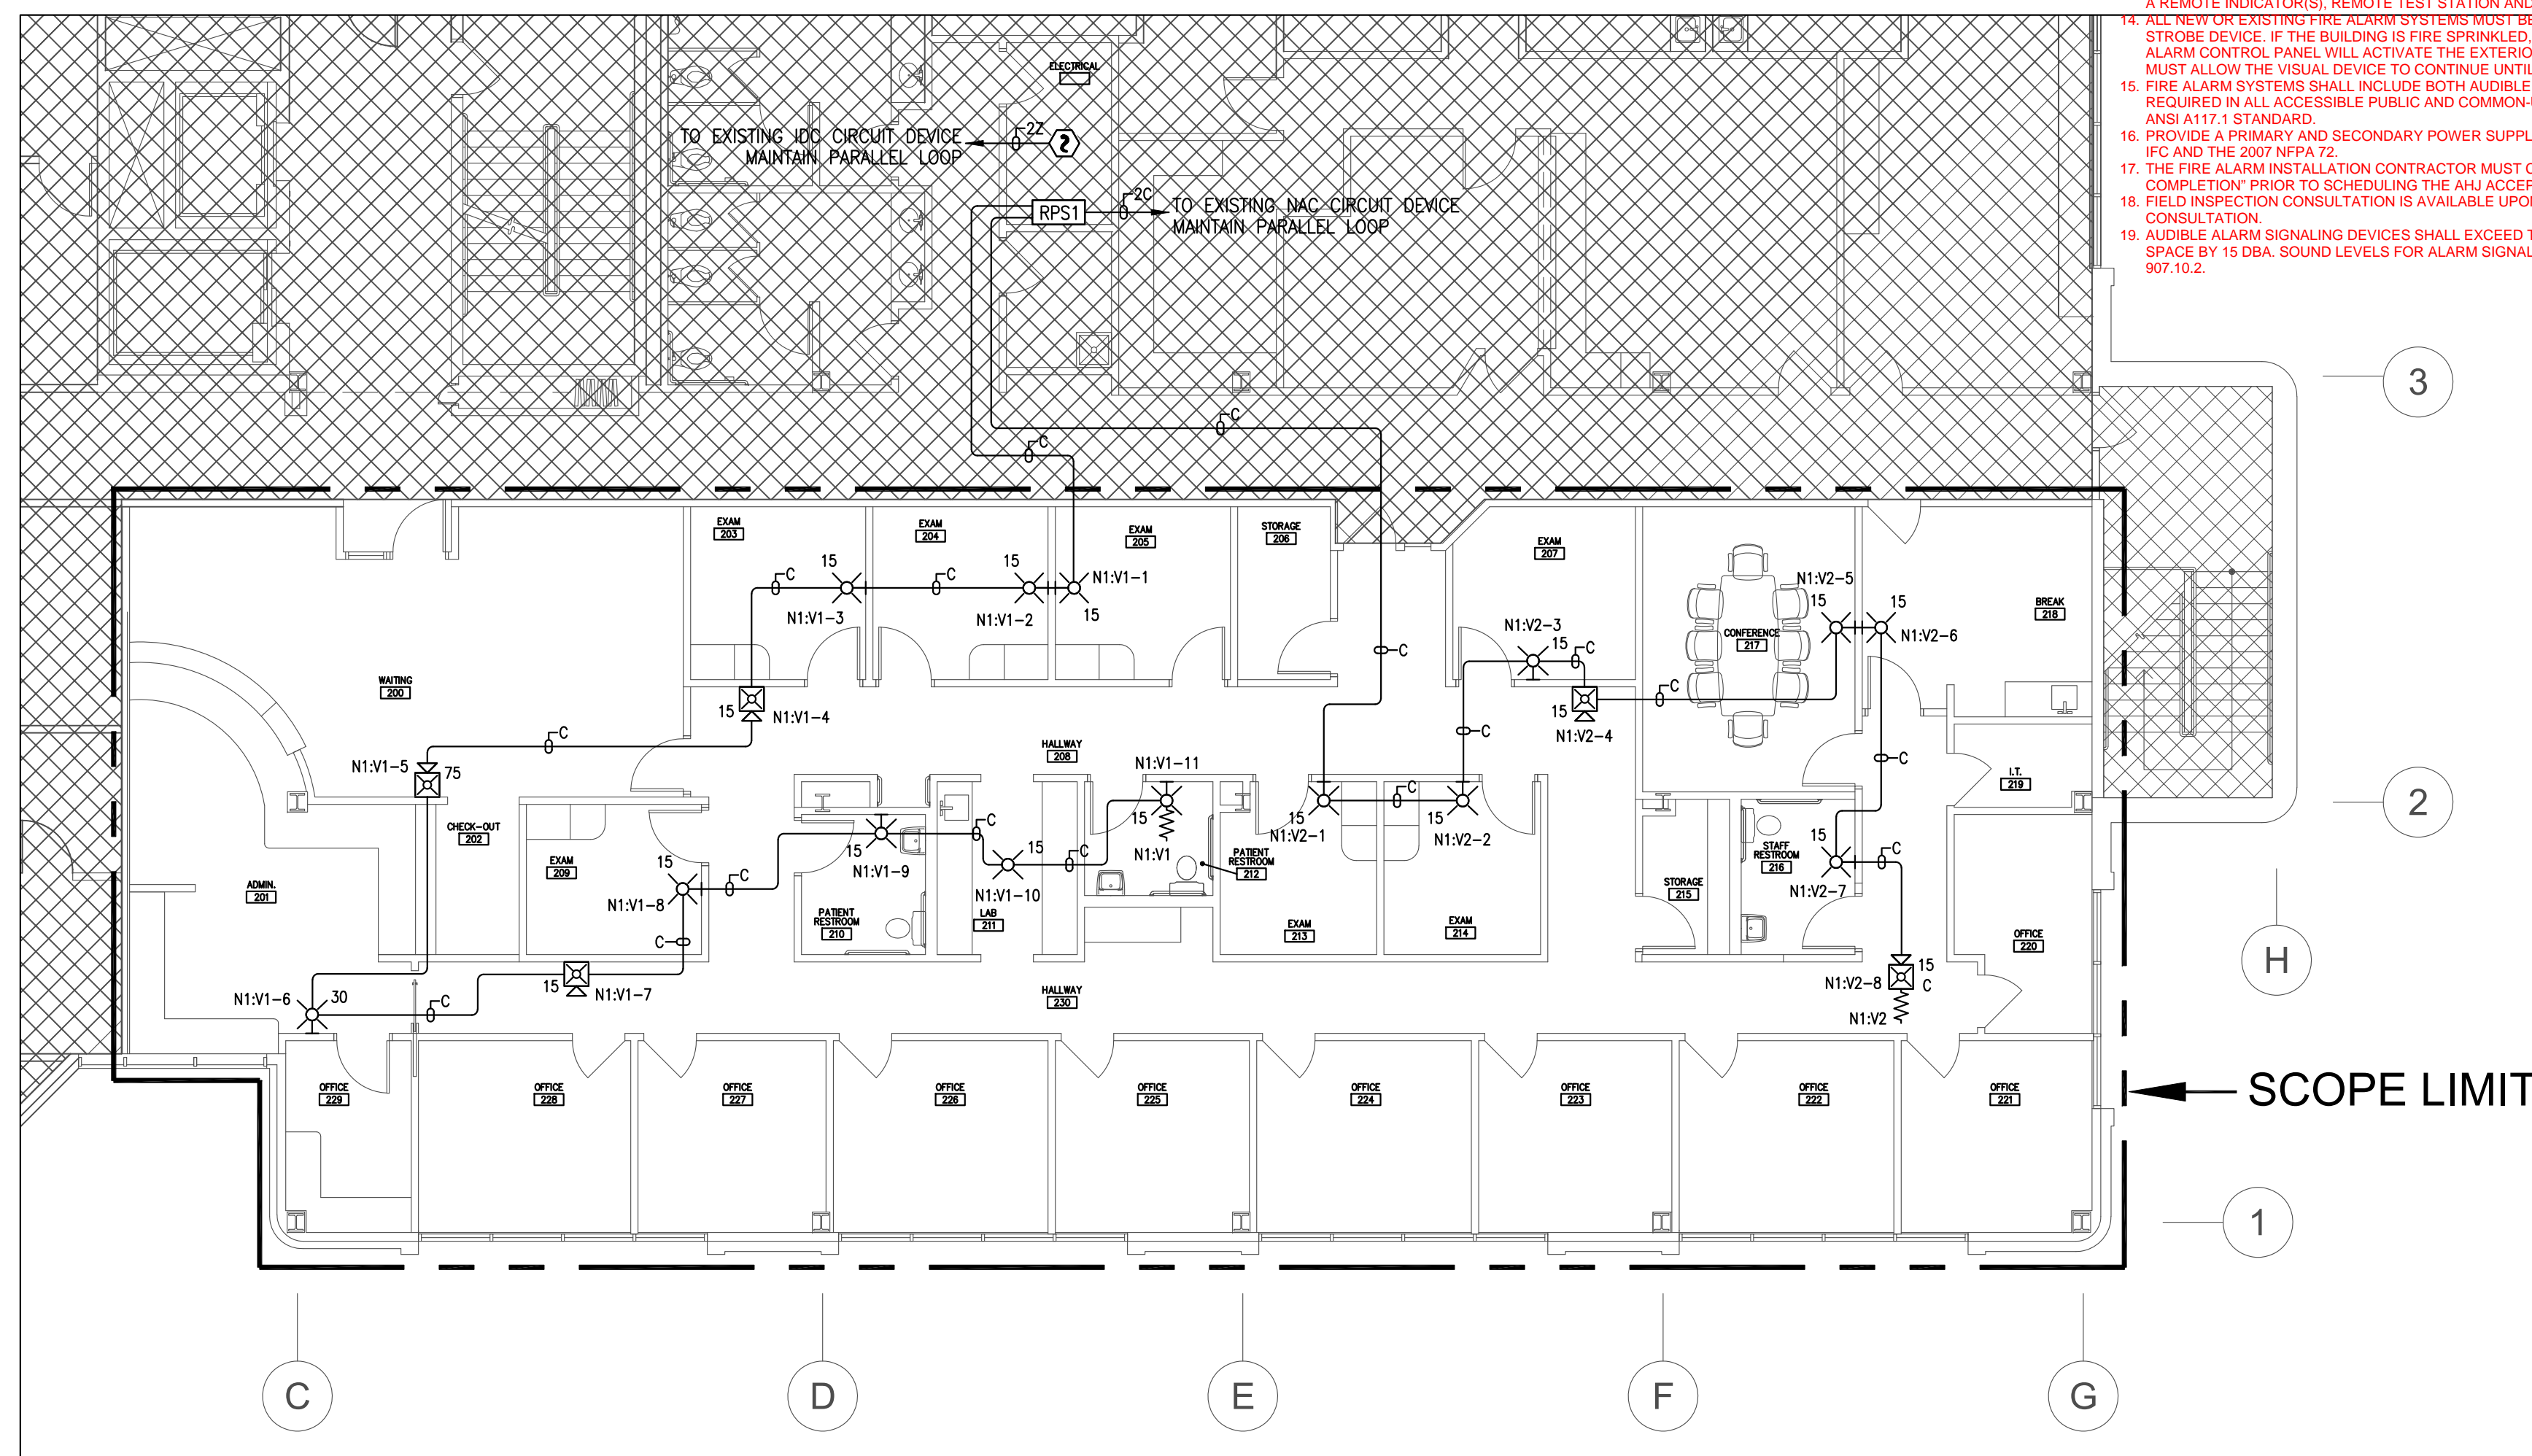 A REMOTE INDICATOR(S), REMOTE TEST STATION AND
14. ALL NEW OR EXISTING FIRE ALARM SYSTEMS MUST BE
STROBE DEVICE. IF THE BUILDING IS FIRE SPRINKLED,
ALARM CONTROL PANEL WILL ACTIVATE THE EXTERIO
MUST ALLOW THE VISUAL DEVICE TO CONTINUE UNTIL
15. FIRE ALARM SYSTEMS SHALL INCLUDE BOTH AUDIBLE
REQUIRED IN ALL ACCESSIBLE PUBLIC AND COMMON-
ANSI A117.1 STANDARD.
16. PROVIDE A PRIMARY AND SECONDARY POWER SUPPL
IFC AND THE 2007 NFPA 72.
17. THE FIRE ALARM INSTALLATION CONTRACTOR MUST C
COMPLETION" PRIOR TO SCHEDULING THE AHJ ACCEP
18. FIELD INSPECTION CONSULTATION IS AVAILABLE UPO
CONSULTATION.
19. AUDIBLE ALARM SIGNALING DEVICES SHALL EXCEED T
SPACE BY 15 DBA. SOUND LEVELS FOR ALARM SIGNAL
907.10.2.
ELECTRICAL
TO EXISTING IDC CIRCUIT DEVICE
MAINTAIN PARALLEL LOOP
2Z
2C
RPS1
TO EXISTING NAC CIRCUIT DEVICE
MAINTAIN PARALLEL LOOP
3
C
C
EXAM
203
EXAM
204
EXAM
205
STORAGE
206
EXAM
207
15
C
15
C
N1:V1-1
15
N1:V1-3
N1:V1-2
N1:V2-5
15
15
N1:V2-6
BREAK
218
CONFERENCE
217
N1:V2-3
15
C
C
C
WAITING
200
15
N1:V1-4
15
N1:V2-4
C
HALLWAY
208
C
C
N1:V1-5
75
N1:V1-11
I.T.
219
2
CHECK-OUT
202
C
C
15
15
15
N1:V2-1
N1:V2-2
15
EXAM
209
15
C
15
N1:V1-9
15
C
N1:V1
PATIENT
RESTROOM
212
STAFF
RESTROOM
216
C
N1:V2-7
ADMIN.
201
N1:V1-8
N1:V1-10
LAB
211
PATIENT
RESTROOM
210
STORAGE
215
EXAM
213
EXAM
214
OFFICE
220
C
H
15
N1:V1-7
N1:V1-6
30
C
HALLWAY
230
N1:V2-8
15
C
N1:V2
OFFICE
229
OFFICE
228
OFFICE
227
OFFICE
226
OFFICE
225
OFFICE
224
OFFICE
223
OFFICE
222
OFFICE
221
SCOPE LIMIT
1
C
D
E
F
G